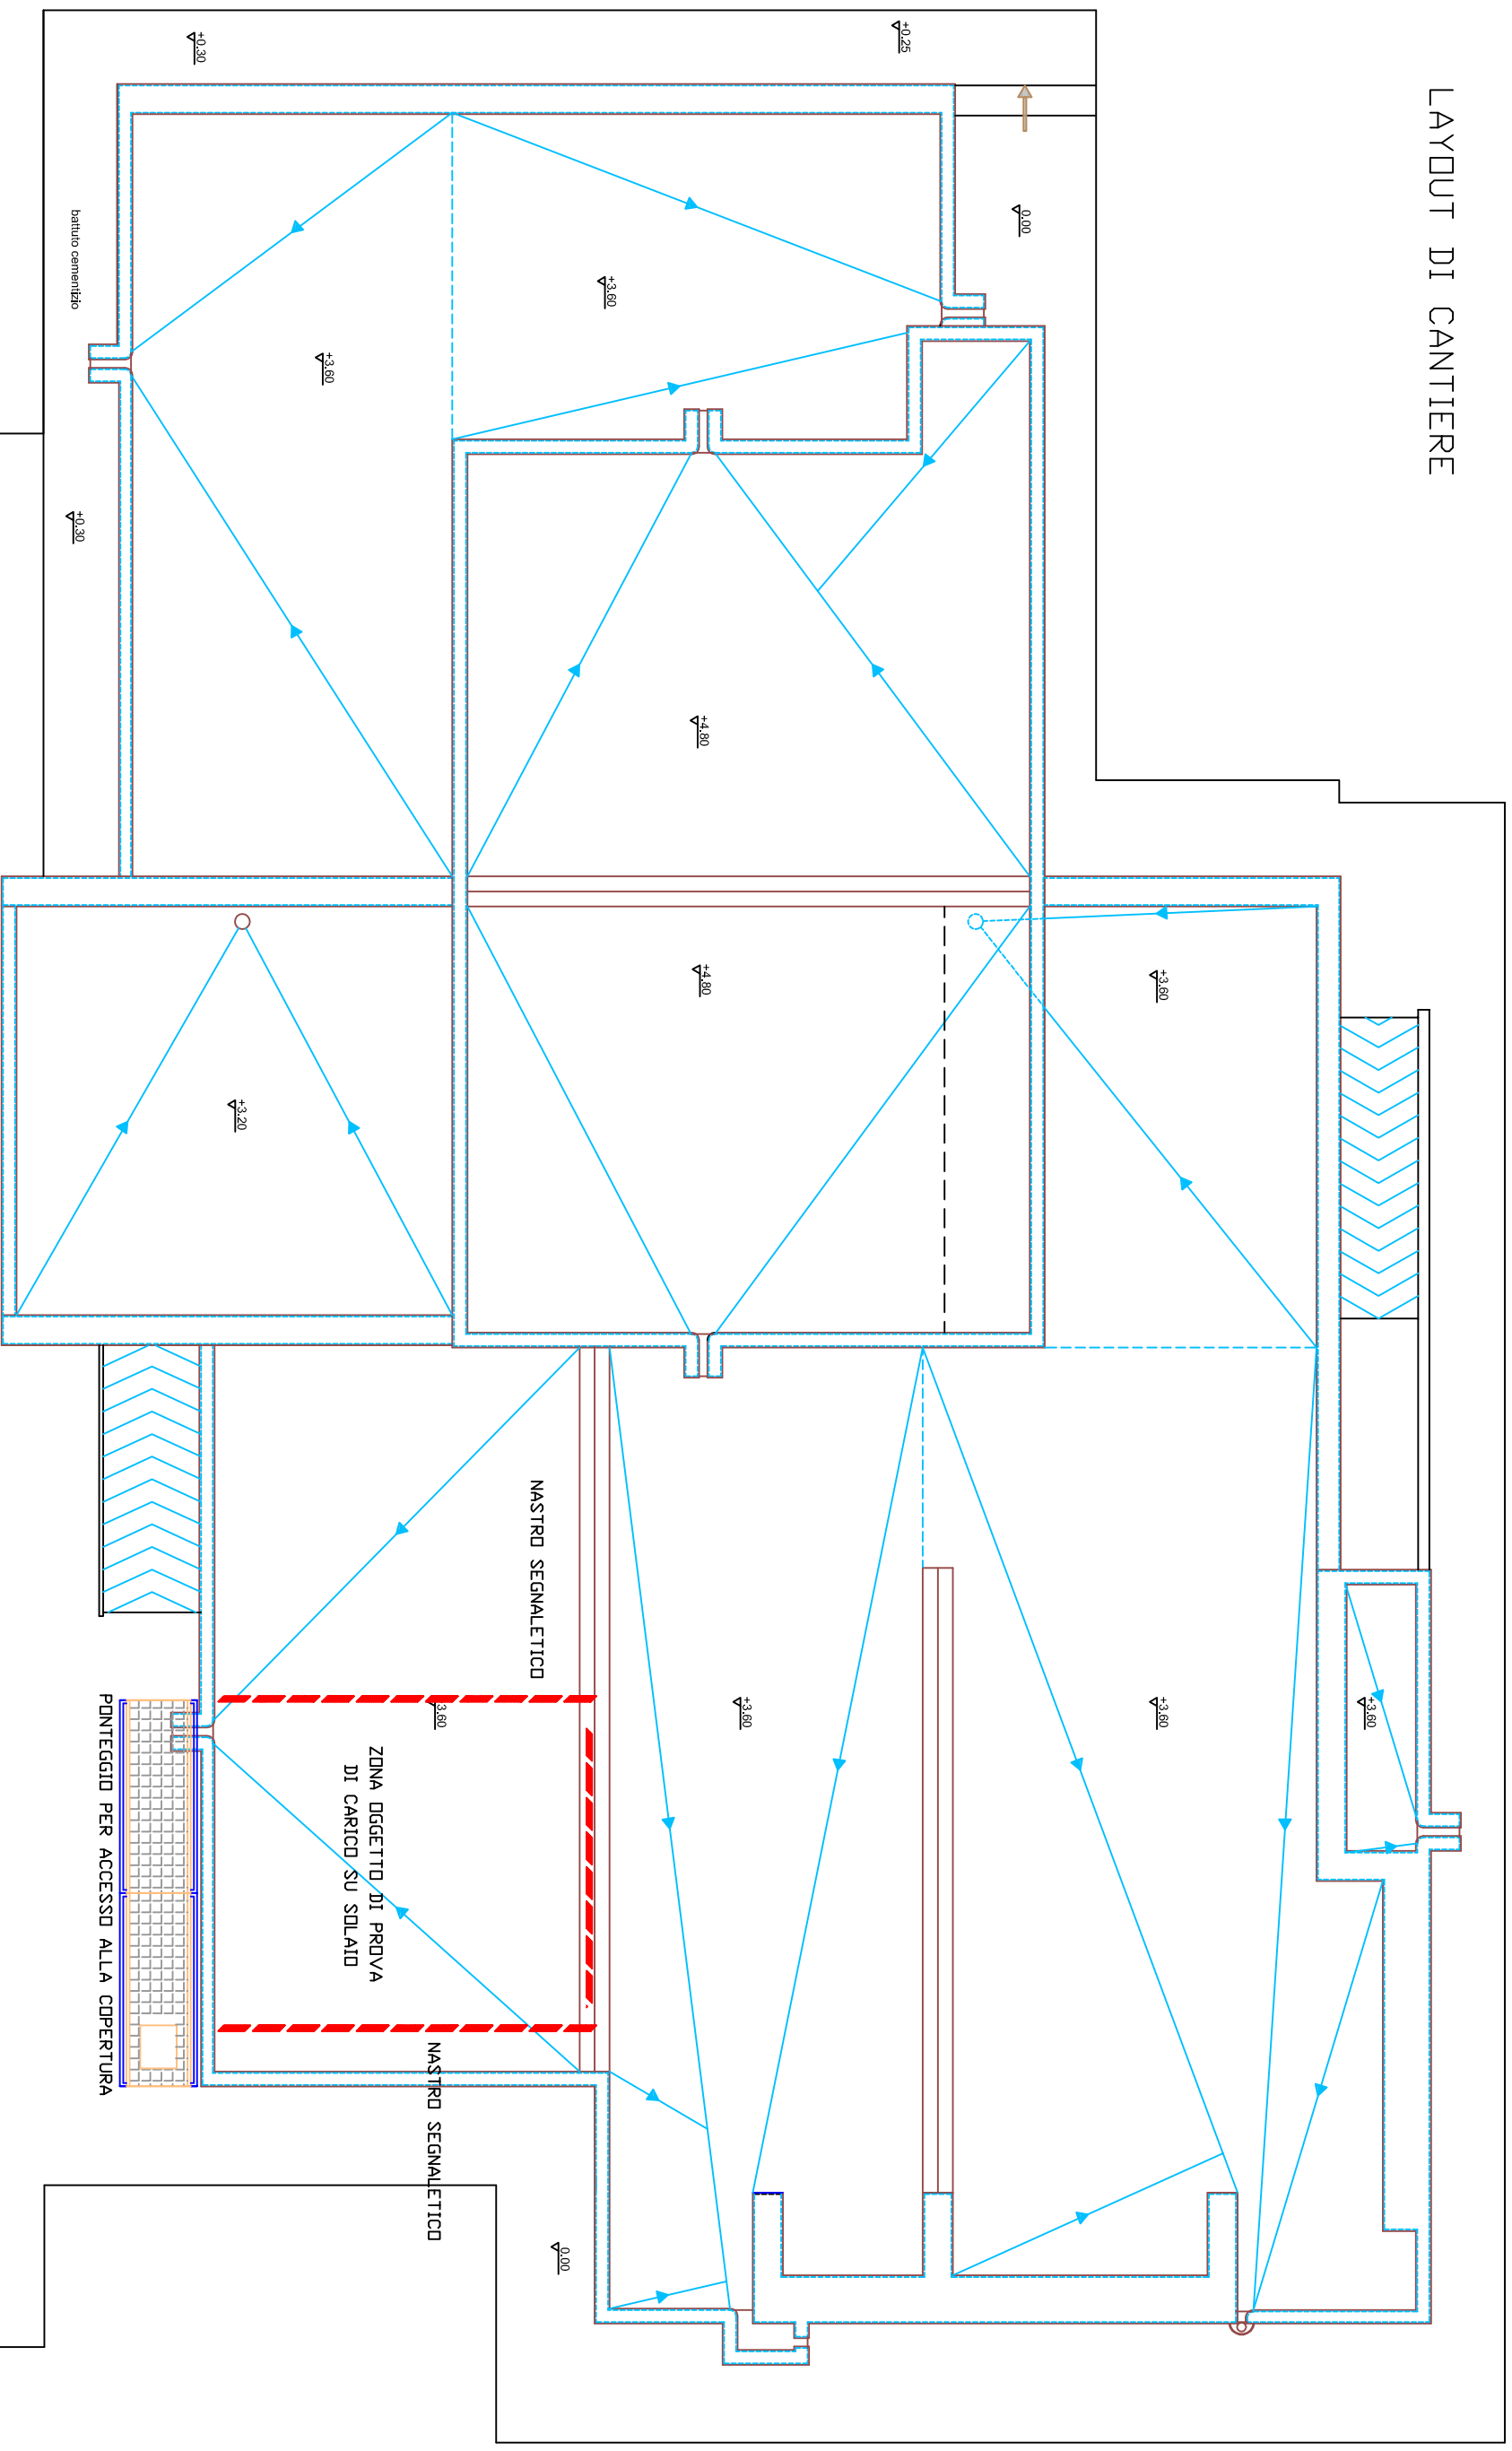 LAYOUT DI CANTIERE
+0.25
+0.30
0.00
battuto cementizio
+3.60
+3.60
+0.30
+4.80
+4.80
+3.60
+3.20
NASTRO SEGNALETICO
+3.60
+3.60
+3.60
3.60
ZONA OGGETTO DI PROVA
DI CARICO SU SOLAIO
PONTEGGIO PER ACCESSO ALLA COPERTURA
NASTRO SEGNALETICO
0.00